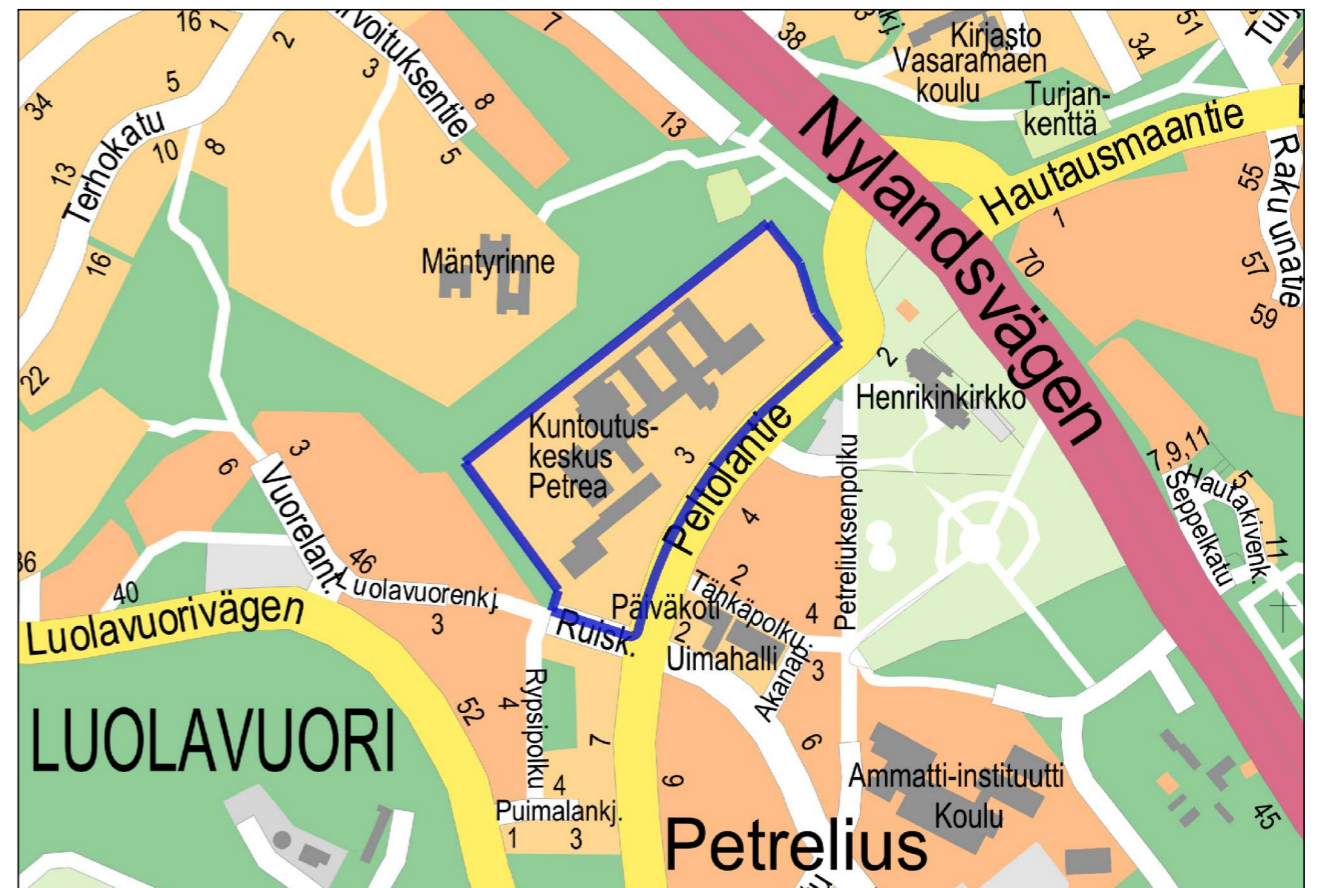 16
1
2
rvoituksentie
3
8
7
38
Kirjasto
Vasaramäen
koulu
34
51
Turjan-
kenttä
34
5
Terhokatu
10
8
13
5
13
Nylandsvägen
Hautausmaantie
1
55
Raku unatie
57
59
70
16
Mäntyrinne
22
2
Henrikinkirkko
Kuntoutus-
keskus
Petrea
3
Peltolantie
4
Petreliuksenpolku
3
6
Vuorelant.
46
7,9,11
Hautakivenk.
5
Seppelkatu
11
36
40
Luolavuorivägen
Luolavuorenkj.
3
Ruisk.
Päiväkoti
2
Tähkäpolku.
2
4
Uimahalli
Akanap.
3
LUOLAVUORI
52
Rypsipolku
4
7
6
9
4
Puimalankj.
1
3
Ammatti-instituutti
Koulu
Petrelius
45